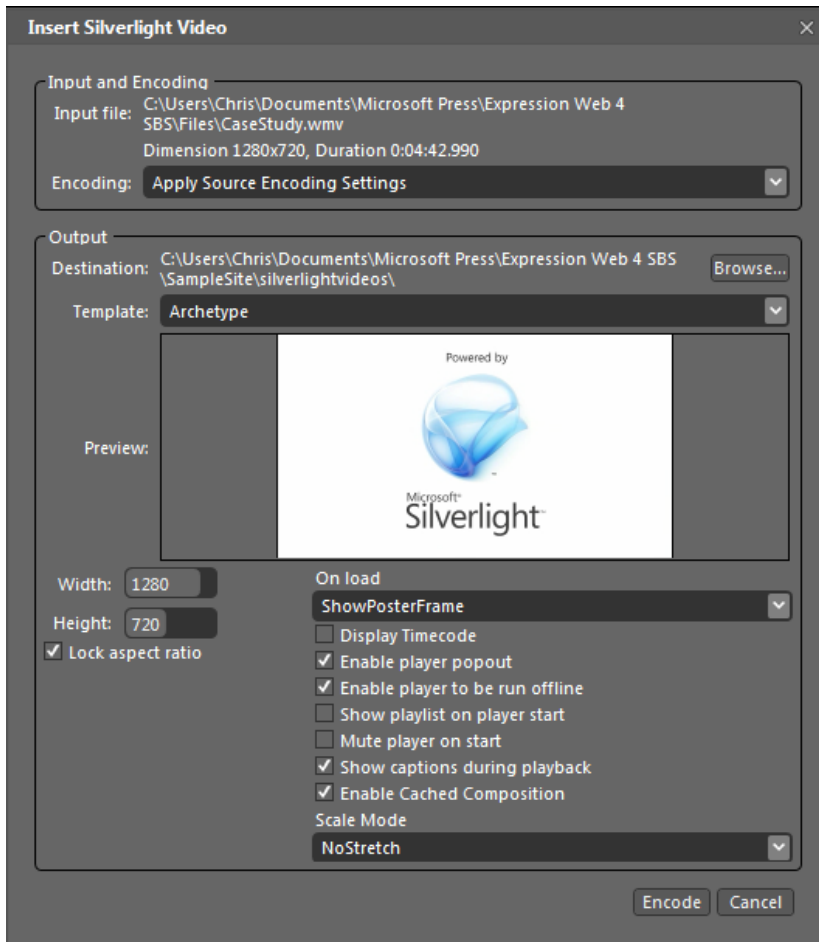 Insert Silverlight Video
Input and Encoding
Input file: C:\Users\Chris\Documents\Microsoft Press\Expression Web 4
SBS\Files\CaseStudy.wmv
Dimension 1280x720, Duration 0:04:42.990
Encoding: Apply Source Encoding Settings
Output
Destination: C:\Users\Chris\Documents\Microsoft Press\Expression Web 4 SBS
\SampleSite\silverlightvideos\
Browse...
Template: Archetype
Preview:
Powered by
Microsoft™
Silverlight™
Width: 1280
Height: 720
Lock aspect ratio
On load
ShowPosterFrame
Display Timecode
Enable player popout
Enable player to be run offline
Show playlist on player start
Mute player on start
Show captions during playback
Enable Cached Composition
Scale Mode
NoStretch
Encode Cancel